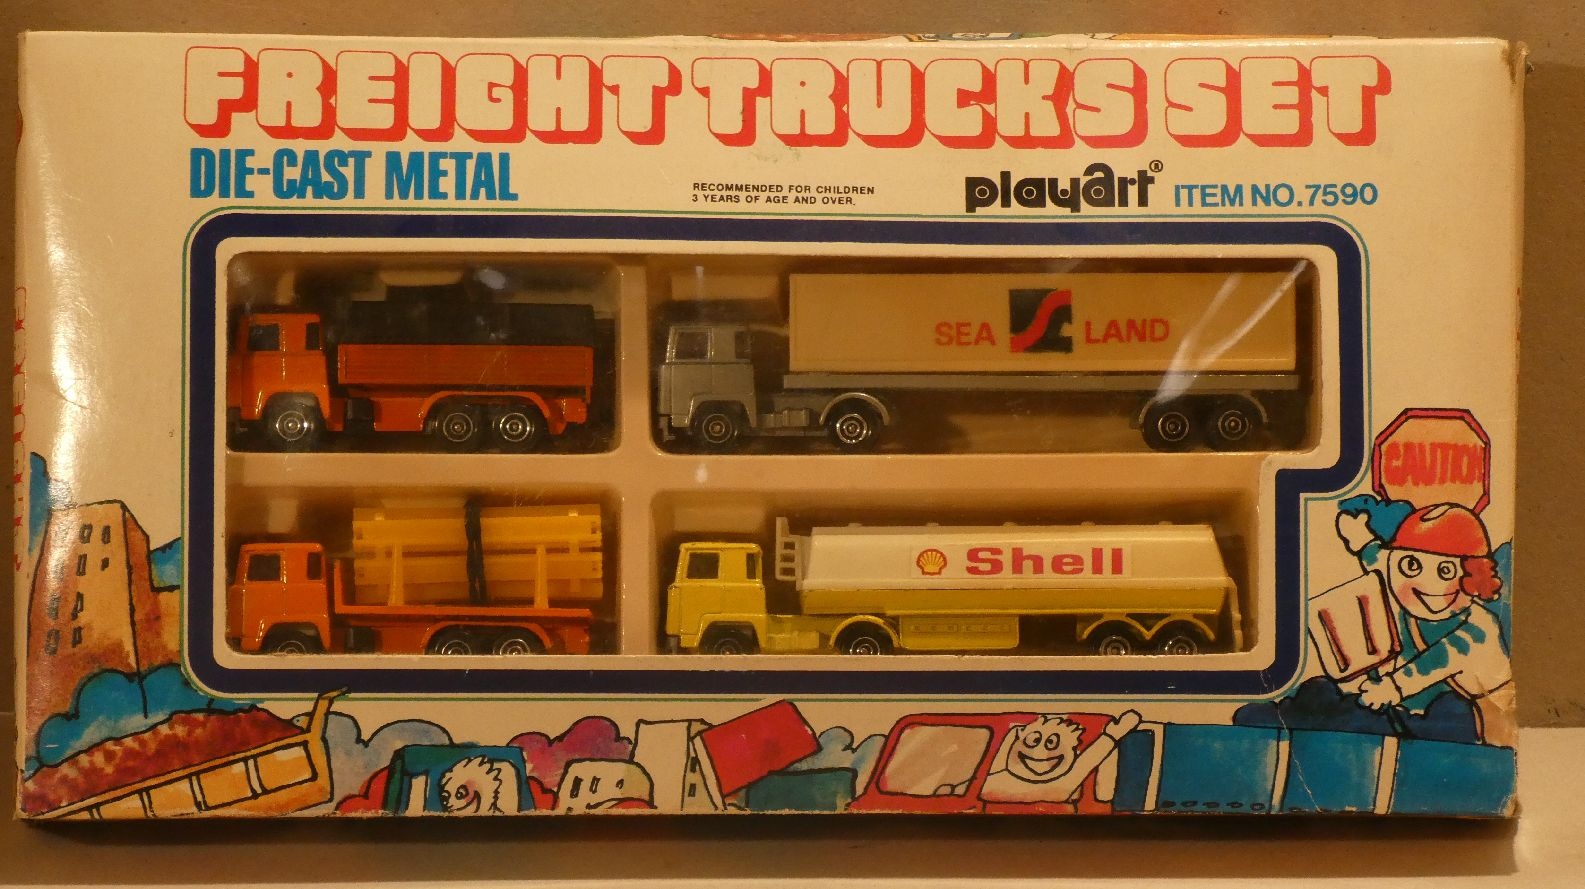 FREIGHT TRUCKS SET
DIE-CAST METAL
RECOMMENDED FOR CHILDREN
3 YEARS OF AGE AND OVER.
playart®
ITEM NO.7590
SEA LAND
CAUTION
Shell